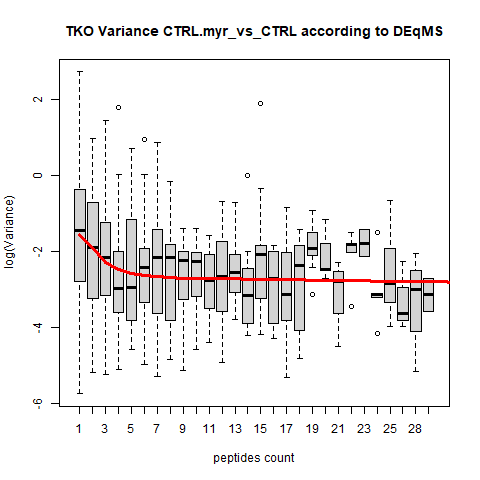 TKO Variance CTRL.myr_vs_CTRL according to DEqMS
log(Variance)
2
0
-2
-4
-6
1 3 5 7 9 11 13 15 17 19 21 23 25 28
peptides count